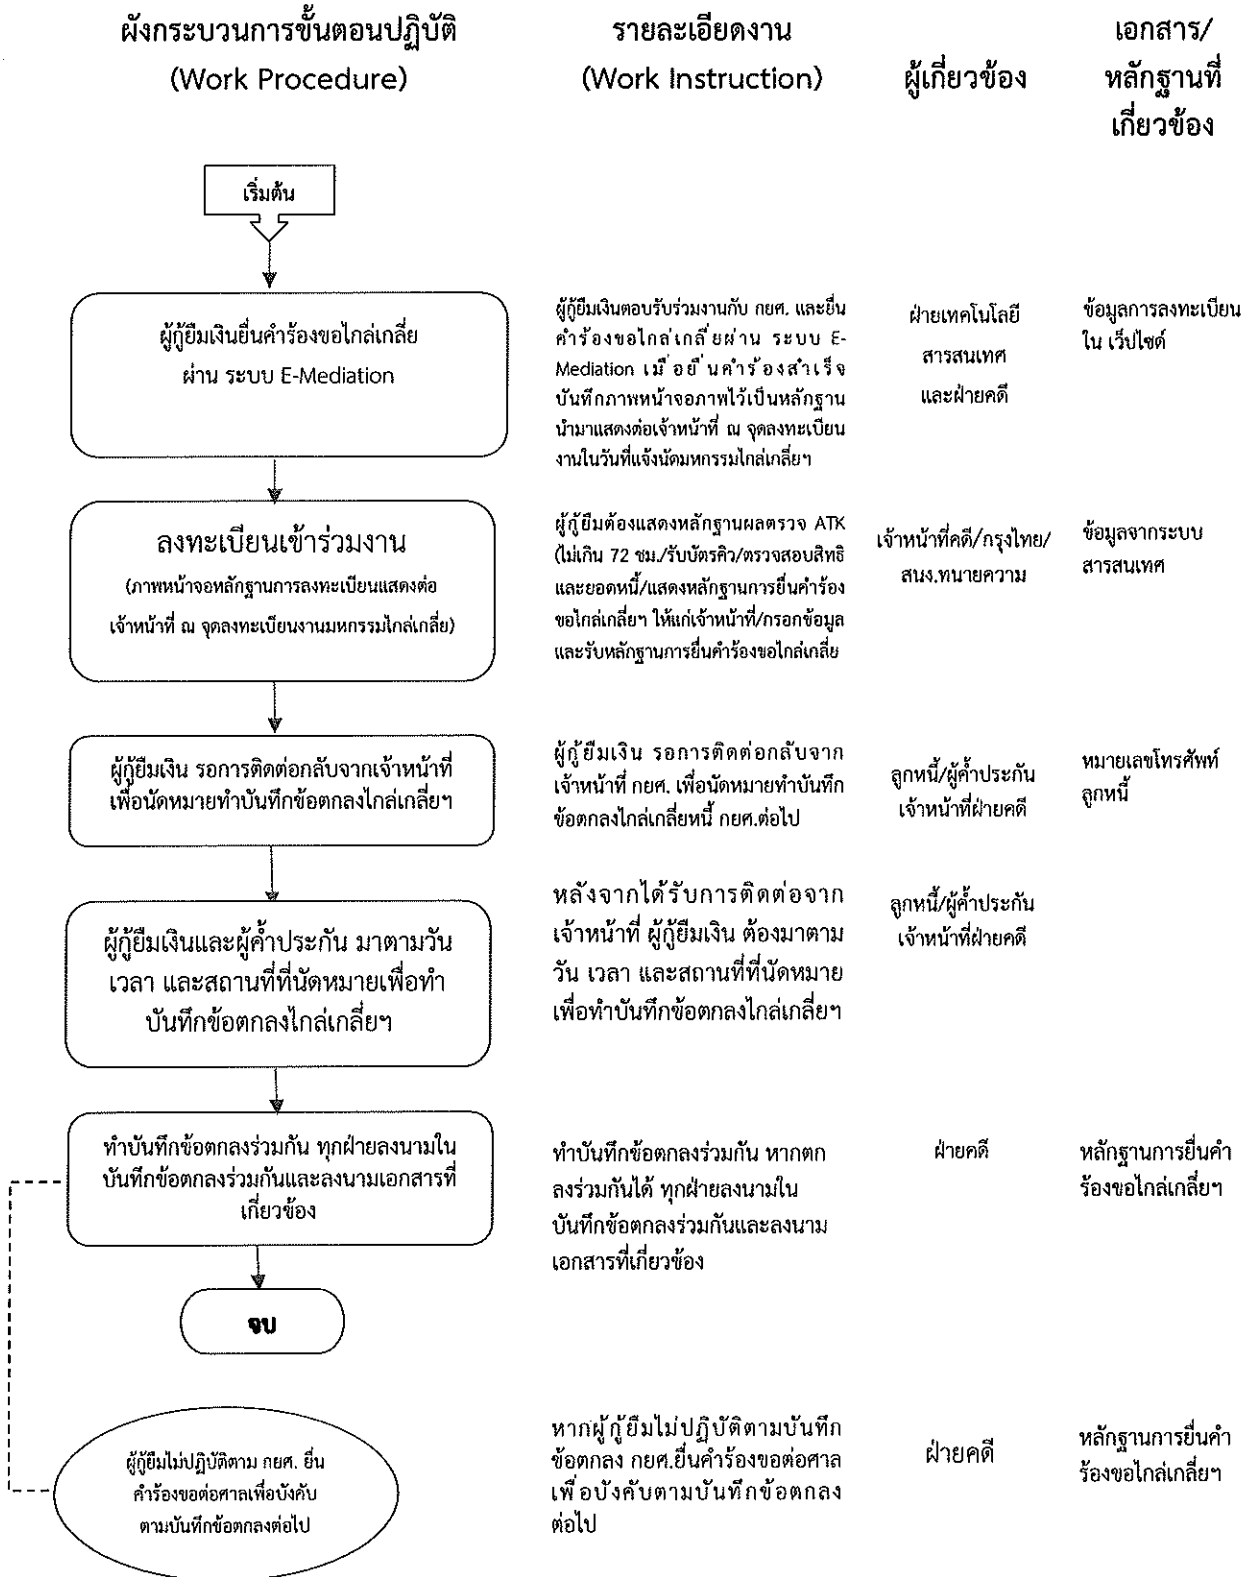 ผังกระบวนการขั้นตอนปฏิบัติ
(Work Procedure)
รายละเอียดงาน
(Work Instruction)
ผู้เกี่ยวข้อง
เอกสาร/
หลักฐานที่
เกี่ยวข้อง
เริ่มต้น
ผู้กู้ยืมเงินยื่นคำร้องขอไกล่เกลี่ย
ผ่าน ระบบ E-Mediation
ผู้กู้ยืมเงินตอบรับร่วมงานกับ กยศ. และยื่น
คำร้องขอไกล่เกลี่ยผ่าน ระบบ E-
Mediation เมื่อยื่นคำร้องสำเร็จ
บันทึกภาพหน้าจอภาพไว้เป็นหลักฐาน
นำมาแสดงต่อเจ้าหน้าที่ ณ จุดลงทะเบียน
งานในวันที่แจ้งนัดมหกรรมไกล่เกลี่ยฯ
ฝ่ายเทคโนโลยี
สารสนเทศ
และฝ่ายคดี
ข้อมูลการลงทะเบียน
ใน เว็ปไซด์
ลงทะเบียนเข้าร่วมงาน
(ภาพหน้าจอหลักฐานการลงทะเบียนแสดงต่อ
เจ้าหน้าที่ ณ จุดลงทะเบียนงานมหกรรมไกล่เกลี่ย)
ผู้กู้ยืมต้องแสดงหลักฐานผลตรวจ ATK
(ไม่เกิน 72 ชม./รับบัตรคิว/ตรวจสอบสิทธิ
และยอดหนี้/แสดงหลักฐานการยื่นคำร้อง
ขอไกล่เกลี่ยฯ ให้แก่เจ้าหน้าที่/กรอกข้อมูล
และรับหลักฐานการยื่นคำร้องขอไกล่เกลี่ย
เจ้าหน้าที่คดี/กรุงไทย/
สนง.ทนายความ
ข้อมูลจากระบบ
สารสนเทศ
ผู้กู้ยืมเงิน รอการติดต่อกลับจากเจ้าหน้าที่
เพื่อนัดหมายทำบันทึกข้อตกลงไกล่เกลี่ยฯ
ผู้กู้ยืมเงิน รอการติดต่อกลับจาก
เจ้าหน้าที่ กยศ. เพื่อนัดหมายทำบันทึก
ข้อตกลงไกล่เกลี่ยหนี้ กยศ.ต่อไป
ลูกหนี้/ผู้ค้ำประกัน
เจ้าหน้าที่ฝ่ายคดี
หมายเลขโทรศัพท์
ลูกหนี้
ผู้กู้ยืมเงินและผู้ค้ำประกัน มาตามวัน
เวลา และสถานที่ที่นัดหมายเพื่อทำ
บันทึกข้อตกลงไกล่เกลี่ยฯ
หลังจากได้รับการติดต่อจาก
เจ้าหน้าที่ ผู้กู้ยืมเงิน ต้องมาตาม
วัน เวลา และสถานที่ที่นัดหมาย
เพื่อทำบันทึกข้อตกลงไกล่เกลี่ยฯ
ลูกหนี้/ผู้ค้ำประกัน
เจ้าหน้าที่ฝ่ายคดี
ทำบันทึกข้อตกลงร่วมกัน ทุกฝ่ายลงนามใน
บันทึกข้อตกลงร่วมกันและลงนามเอกสารที่
เกี่ยวข้อง
ทำบันทึกข้อตกลงร่วมกัน หากตก
ลงร่วมกันได้ ทุกฝ่ายลงนามใน
บันทึกข้อตกลงร่วมกันและลงนาม
เอกสารที่เกี่ยวข้อง
ฝ่ายคดี
หลักฐานการยื่นคำ
ร้องขอไกล่เกลี่ยฯ
จบ
ผู้กู้ยืมไม่ปฏิบัติตาม กยศ. ยื่น
คำร้องขอต่อศาลเพื่อบังคับ
ตามบันทึกข้อตกลงต่อไป
หากผู้กู้ยืมไม่ปฏิบัติตามบันทึก
ข้อตกลง กยศ.ยื่นคำร้องขอต่อศาล
เพื่อบังคับตามบันทึกข้อตกลง
ต่อไป
ฝ่ายคดี
หลักฐานการยื่นคำ
ร้องขอไกล่เกลี่ยฯ